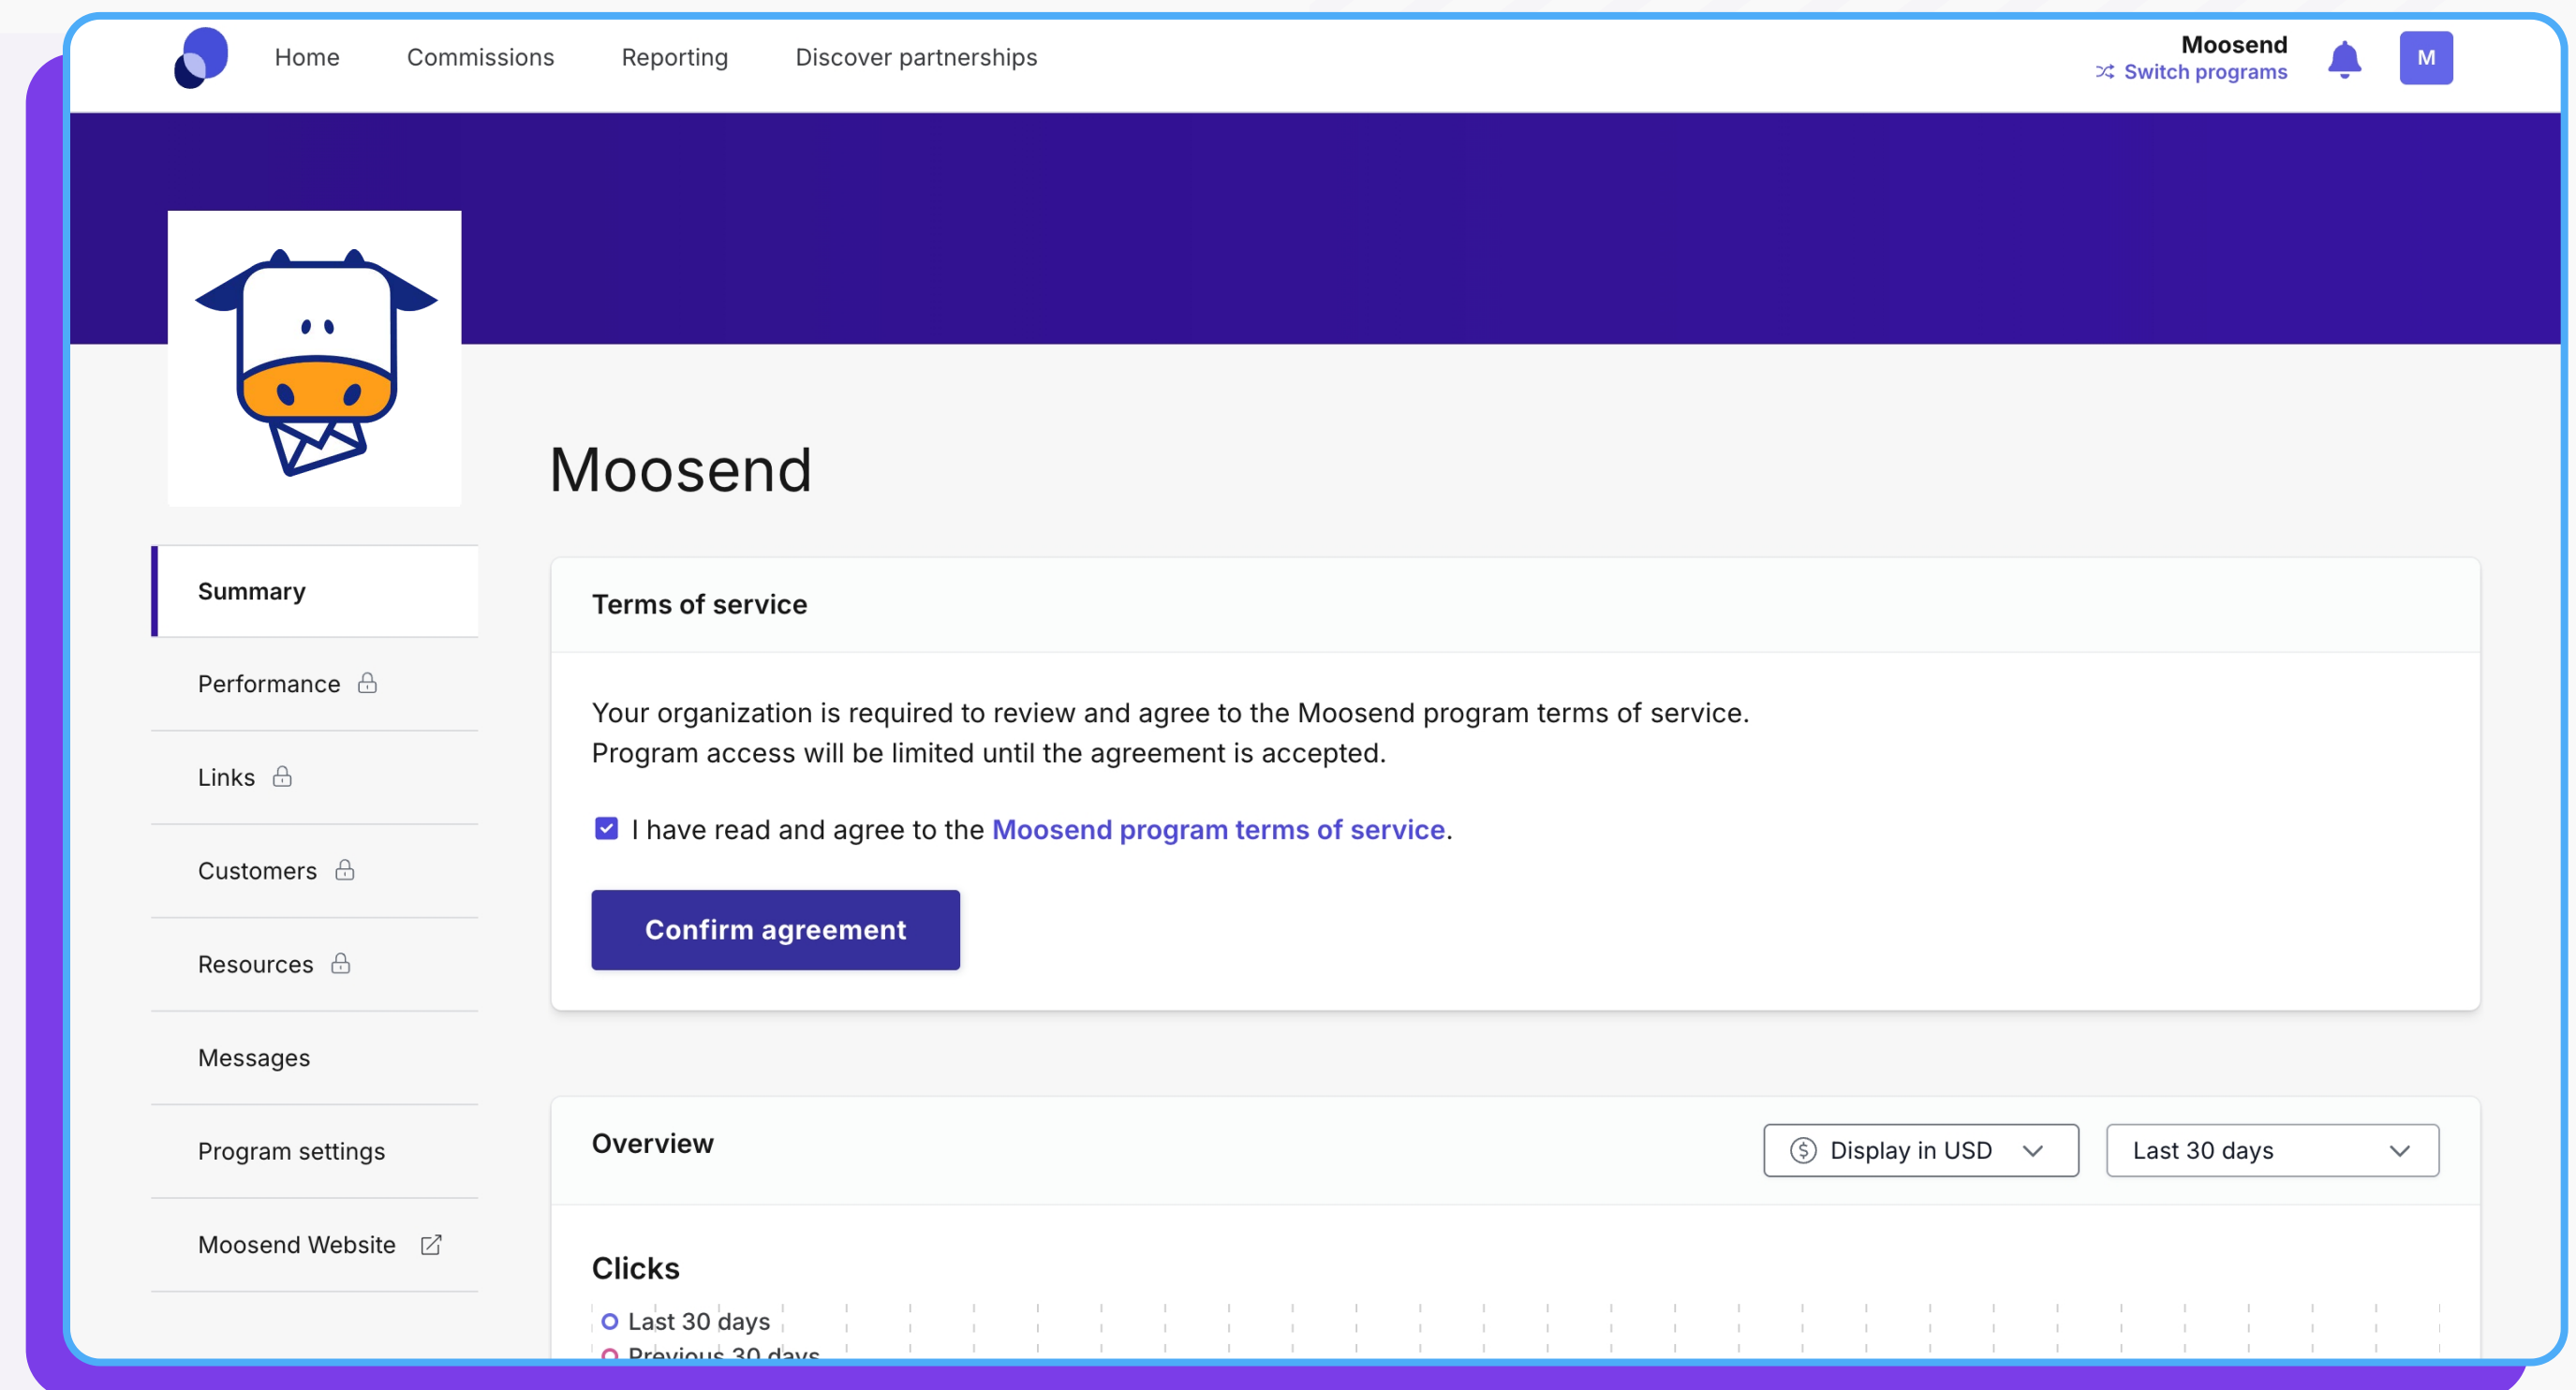 Home
Commissions
Reporting
Discover partnerships
Moosend
Switch programs
M
Moosend
Summary
Performance
Links
Customers
Resources
Messages
Program settings
Moosend Website
Terms of service
Your organization is required to review and agree to the Moosend program terms of service.
Program access will be limited until the agreement is accepted.
I have read and agree to the Moosend program terms of service.
Confirm agreement
Overview
Display in USD
Last 30 days
Clicks
Last 30 days
Previous 30 days